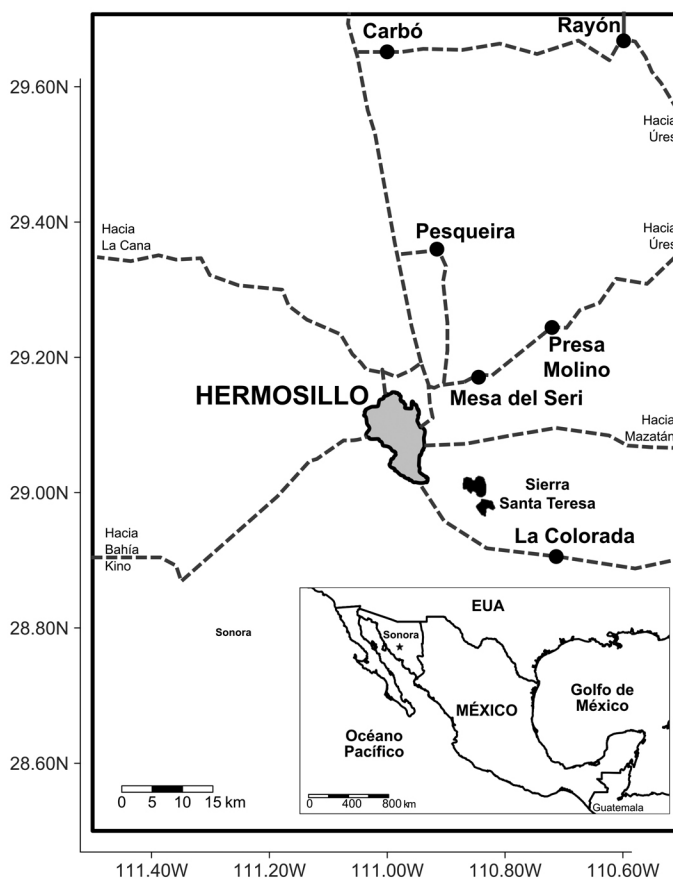 Carbó
Rayón
29.60N
Hacia
Úres
29.40N
Hacia
La Cana
Pesqueira
Hacia
Úres
29.20N
Presa
Molino
HERMOSILLO
Mesa del Seri
Hacia
Mazatán
29.00N
Sierra
Santa Teresa
La Colorada
Hacia
Bahía
Kino
28.80N
Sonora
EUA
Sonora
MÉXICO
Golfo de
México
Océano
Pacífico
28.60N
0 5 10 15 km
0 400 800 km
Guatemala
111.40W 111.20W 111.00W 110.80W 110.60W